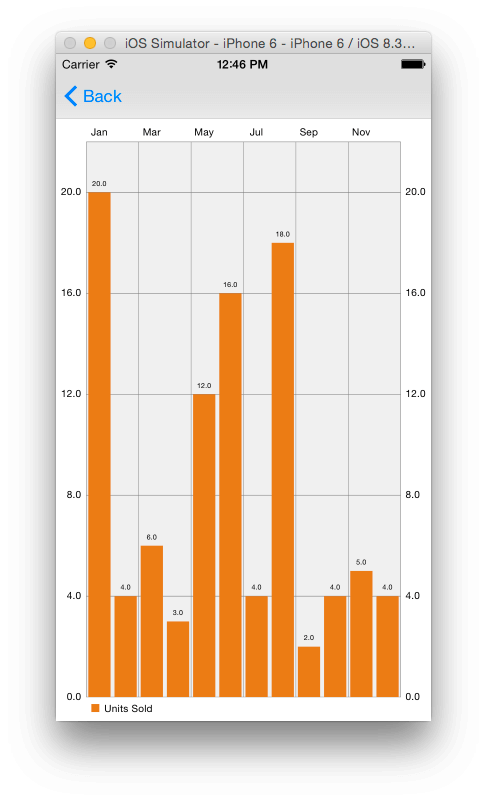 iOS Simulator - iPhone 6 - iPhone 6 / iOS 8.3...
Carrier 12:46 PM
Back
Jan Mar May Jul Sep Nov
20.0
18.0
16.0
12.0
6.0
5.0
4.0 4.0 4.0 4.0
3.0
2.0
20.0 20.0
16.0 16.0
12.0 12.0
8.0 8.0
4.0 4.0
0.0 0.0
Units Sold